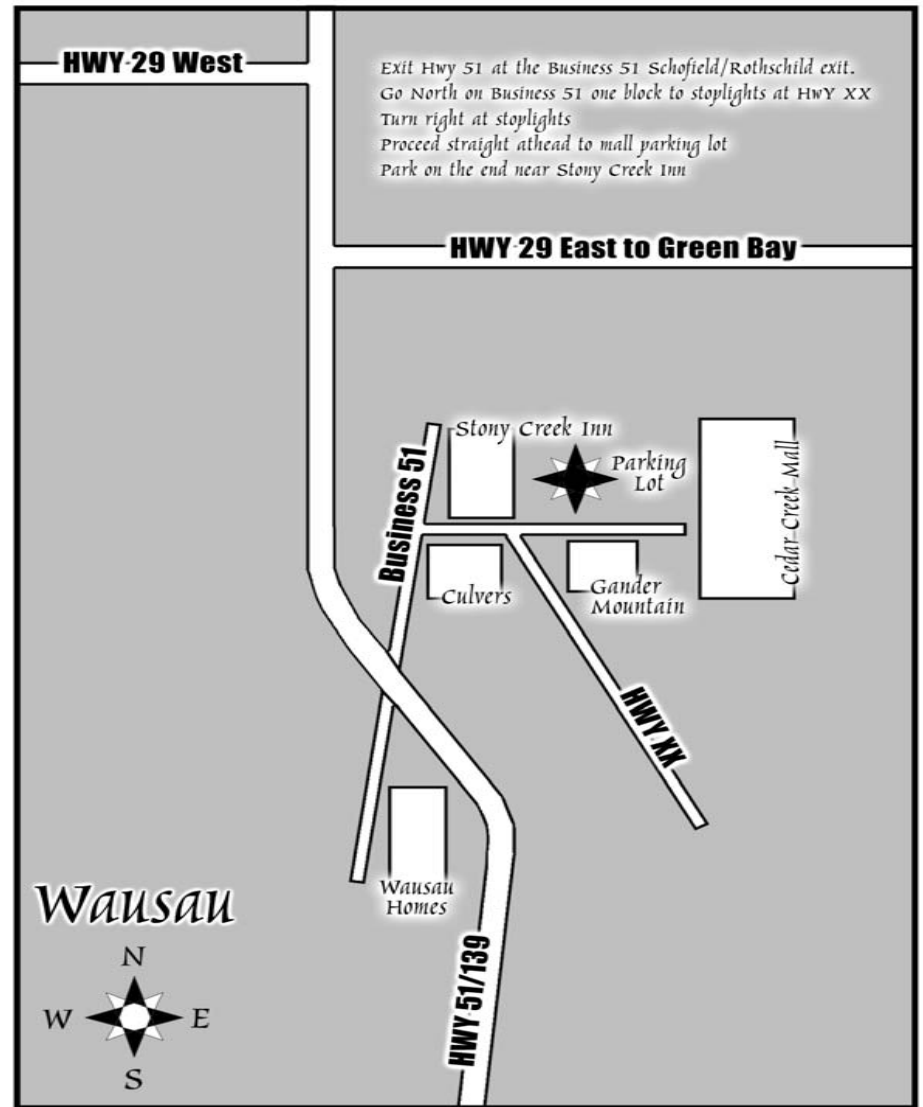 HWY 29 West
Exit Hwy 51 at the Business 51 Schofield/Rothschild exit.
Go North on Business 51 one block to stoplights at HwY XX
Turn right at stoplights
Proceed straight athead to mall parking lot
Park on the end near Stony Creek Inn
HWY 29 East to Green Bay
Stony Creek Inn
Parking
Lot
Business 51
Cedar Creek Mall
Culvers
Gander
Mountain
HWY XX
Wausau
Homes
Wausau
HWY 51/139
N
W
E
S